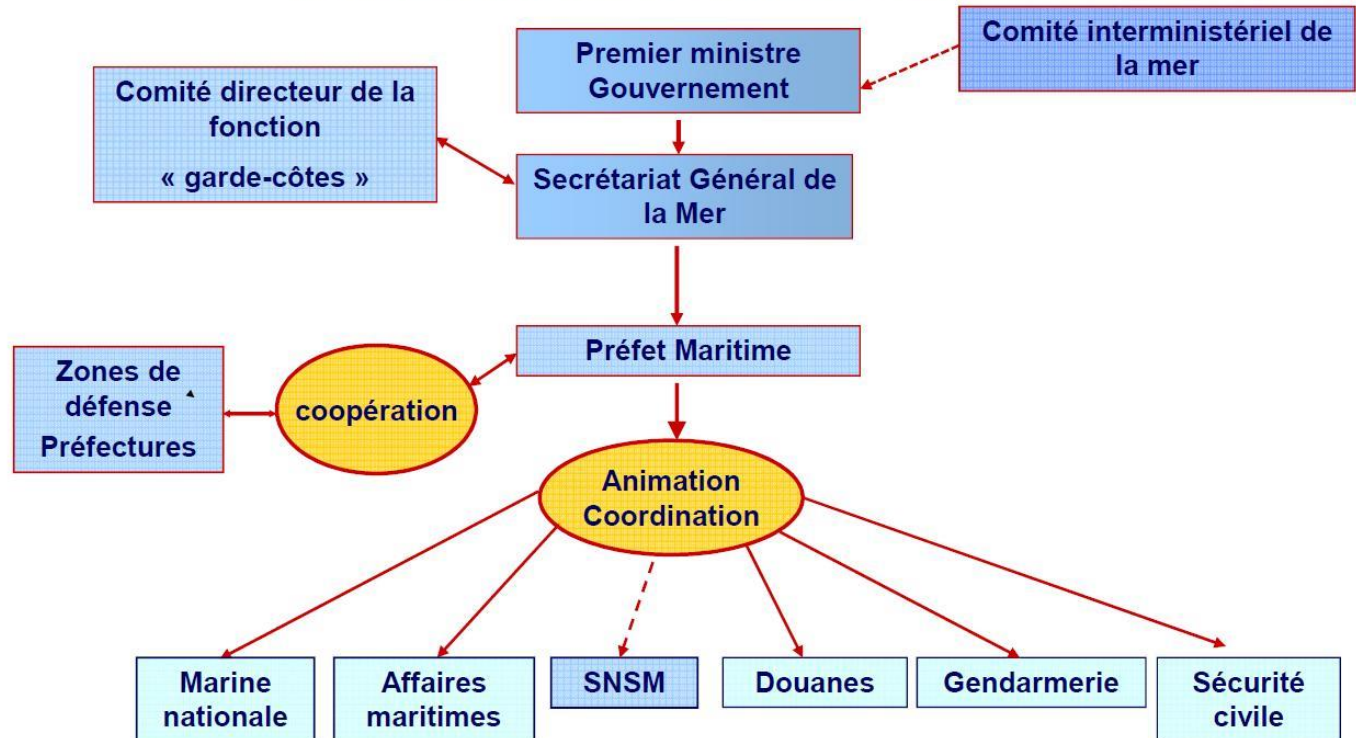 Premier ministre
Gouvernement
Comité interministériel de
la mer
Comité directeur de la
fonction
« garde-côtes »
Secrétariat Général de
la Mer
Préfet Maritime
Zones de
défense
Préfectures
coopération
Animation
Coordination
Marine
nationale
Affaires
maritimes
SNSM
Douanes
Gendarmerie
Sécurité
civile